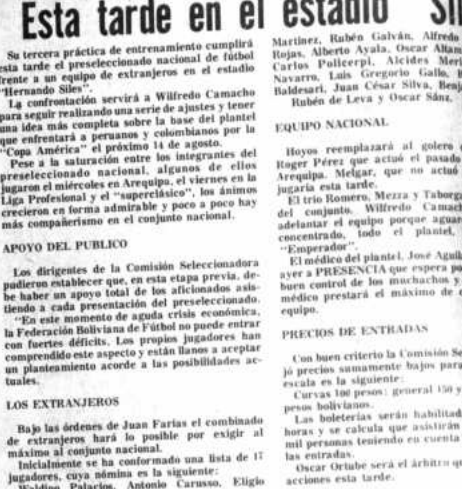 Esta tarde en el estadio
Su tercera práctica de entrenamiento cumplirá
esta tarde el preseleccionado nacional de fútbol
frente a un equipo de extranjeros en el estadio
"Hernando Siles".
La confrontación servirá a Wilfredo Camacho
para seguir realizando una serie de ajustes y tener
una idea más completa sobre la base del plantel
que enfrentará a peruanos y colombianos por la
"Copa América" el próximo 14 de agosto.
Pese a la saturación entre los integrantes del
preseleccionado nacional, algunos de ellos
jugaron el miércoles en Arequipa, el viernes en la
Liga Profesional y el "superclásico", los ánimos
crecieron en forma admirable y poco a poco hay
más compañerismo en el conjunto nacional.
APOYO DEL PUBLICO
Los dirigentes de la Comisión Seleccionadora
pudieron establecer que, en esta etapa previa, de-
be haber un apoyo total de los aficionados asis-
tiendo a cada presentación del preseleccionado.
"En este momento de aguda crisis económica,
la Federación Boliviana de Fútbol no puede entrar
con fuertes déficits. Los propios jugadores han
comprendido este aspecto y están llanos a aceptar
un planteamiento acorde a las posibilidades ac-
tuales.
LOS EXTRANJEROS
Bajo las órdenes de Juan Farías el combinado
de extranjeros hará lo posible por exigir al
máximo al conjunto nacional.
Inicialmente se ha conformado una lista de 17
jugadores, cuya nómina es la siguiente:
Palacios, Antonio Carusso, Eligio
Martínez, Rubén Galván, Alfredo
Rojas, Alberto Ayala, Oscar
Carlos Policerpi, Alcides
Navarro, Luis Gregorio Gallo,
Baldesari, Juan César Silva,
Rubén de Leva y Oscar Sánz.
EQUIPO NACIONAL
Hoyos reemplazará al golero
Roger Pérez que actuó el pasado
Arequipa. Melgar, que no actuó
jugaría esta tarde.
El trío Romero, Mezza y
del conjunto. Wilfredo
adelantar el equipo porque
concentrado, todo el plantel,
"Emperador".
El médico del plantel, José
ayer a PRESENCIA que espera
buen control de los muchachos y
médico prestará el máximo de
equipo.
PRECIOS DE ENTRADAS
Con buen criterio la Comisión
jó precios sumamente bajos para
escala es la siguiente:
Curvas 100 pesos: general 150 y
pesos bolivianos.
Las boleterías serán
horas y se calcula que asistirán
mil personas teniendo en cuenta
las entradas.
Oscar Ortube será el árbitro
acciones esta tarde.